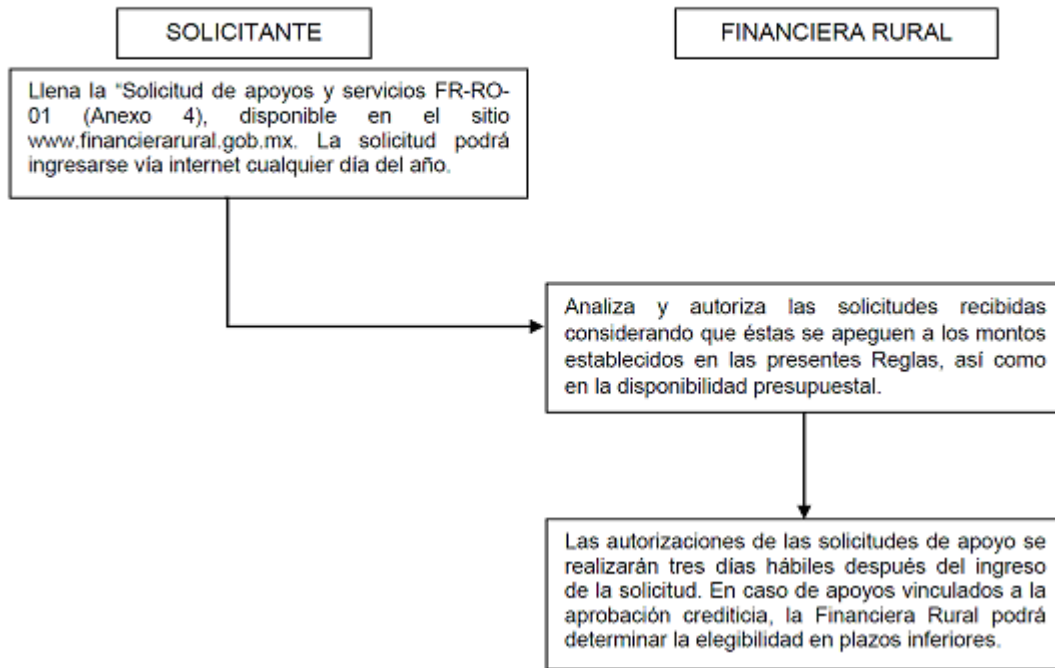 SOLICITANTE
FINANCIERA RURAL
Llena la “Solicitud de apoyos y servicios FR-RO-
01 (Anexo 4), disponible en el sitio
www.financierarural.gob.mx. La solicitud podrá
ingresarse vía internet cualquier día del año.
Analiza y autoriza las solicitudes recibidas
considerando que éstas se apeguen a los montos
establecidos en las presentes Reglas, así como
en la disponibilidad presupuestal.
Las autorizaciones de las solicitudes de apoyo se
realizarán tres días hábiles después del ingreso
de la solicitud. En caso de apoyos vinculados a la
aprobación crediticia, la Financiera Rural podrá
determinar la elegibilidad en plazos inferiores.